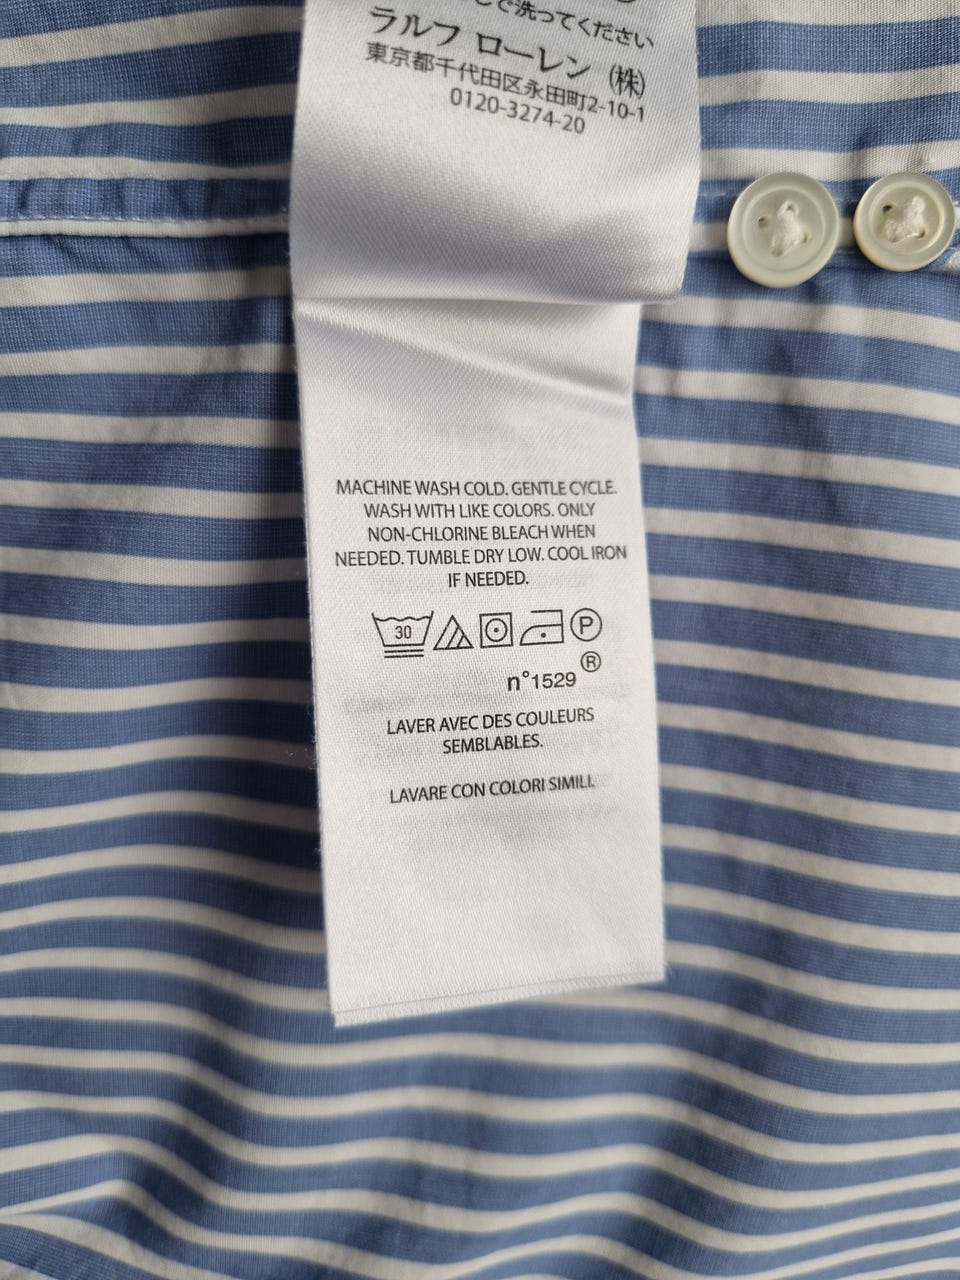 して洗ってください
ラルフ ローレン (株)
東京都千代田区永田町2-10-1
0120-3274-20
MACHINE WASH COLD. GENTLE CYCLE.
WASH WITH LIKE COLORS. ONLY
NON-CHLORINE BLEACH WHEN
NEEDED. TUMBLE DRY LOW. COOL IRON
IF NEEDED.
30 P
n°1529 ®
LAVER AVEC DES COULEURS
SEMBLABLES.
LAVARE CON COLORI SIMILI.